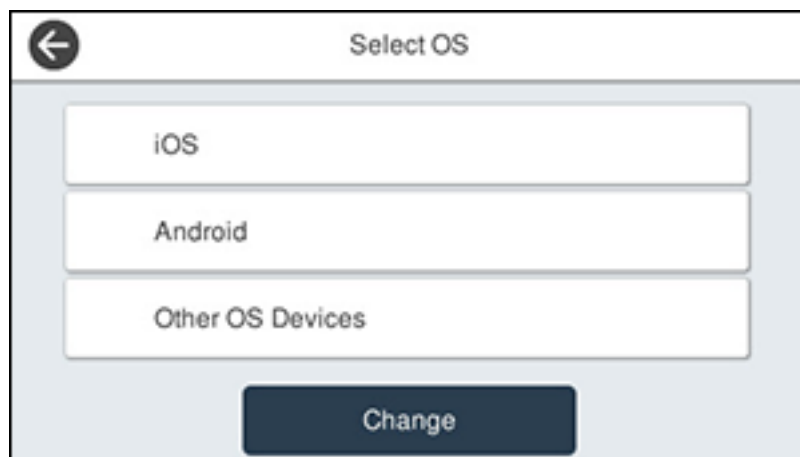 Select OS
iOS
Android
Other OS Devices
Change